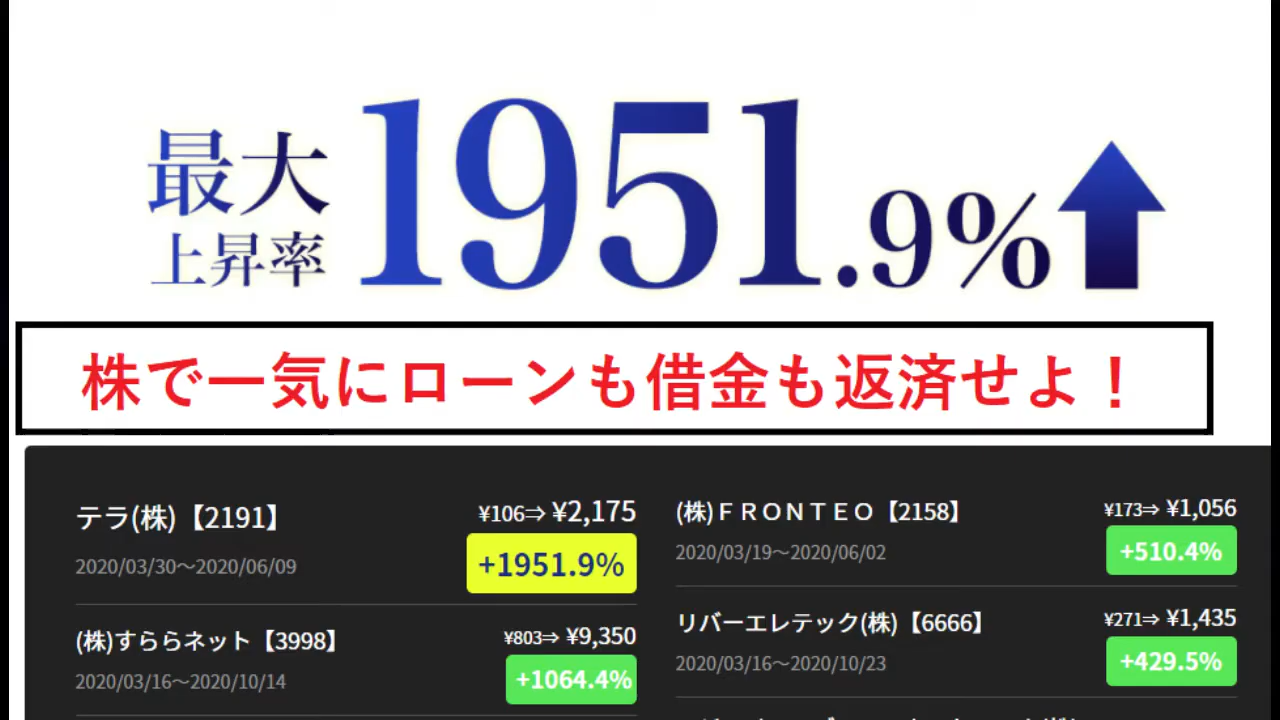 最大
上昇率
1951.9%
株で一気にローンも借金も返済せよ！
テラ(株)【2191】
¥106⇒ ¥2,175
2020/03/30～2020/06/09
+1951.9%
(株)すららネット【3998】
¥803⇒ ¥9,350
2020/03/16～2020/10/14
+1064.4%
(株)ＦＲＯＮＴＥＯ【2158】
¥173⇒ ¥1,056
2020/03/19～2020/06/02
+510.4%
リバーエレテック(株)【6666】
¥271⇒ ¥1,435
2020/03/16～2020/10/23
+429.5%